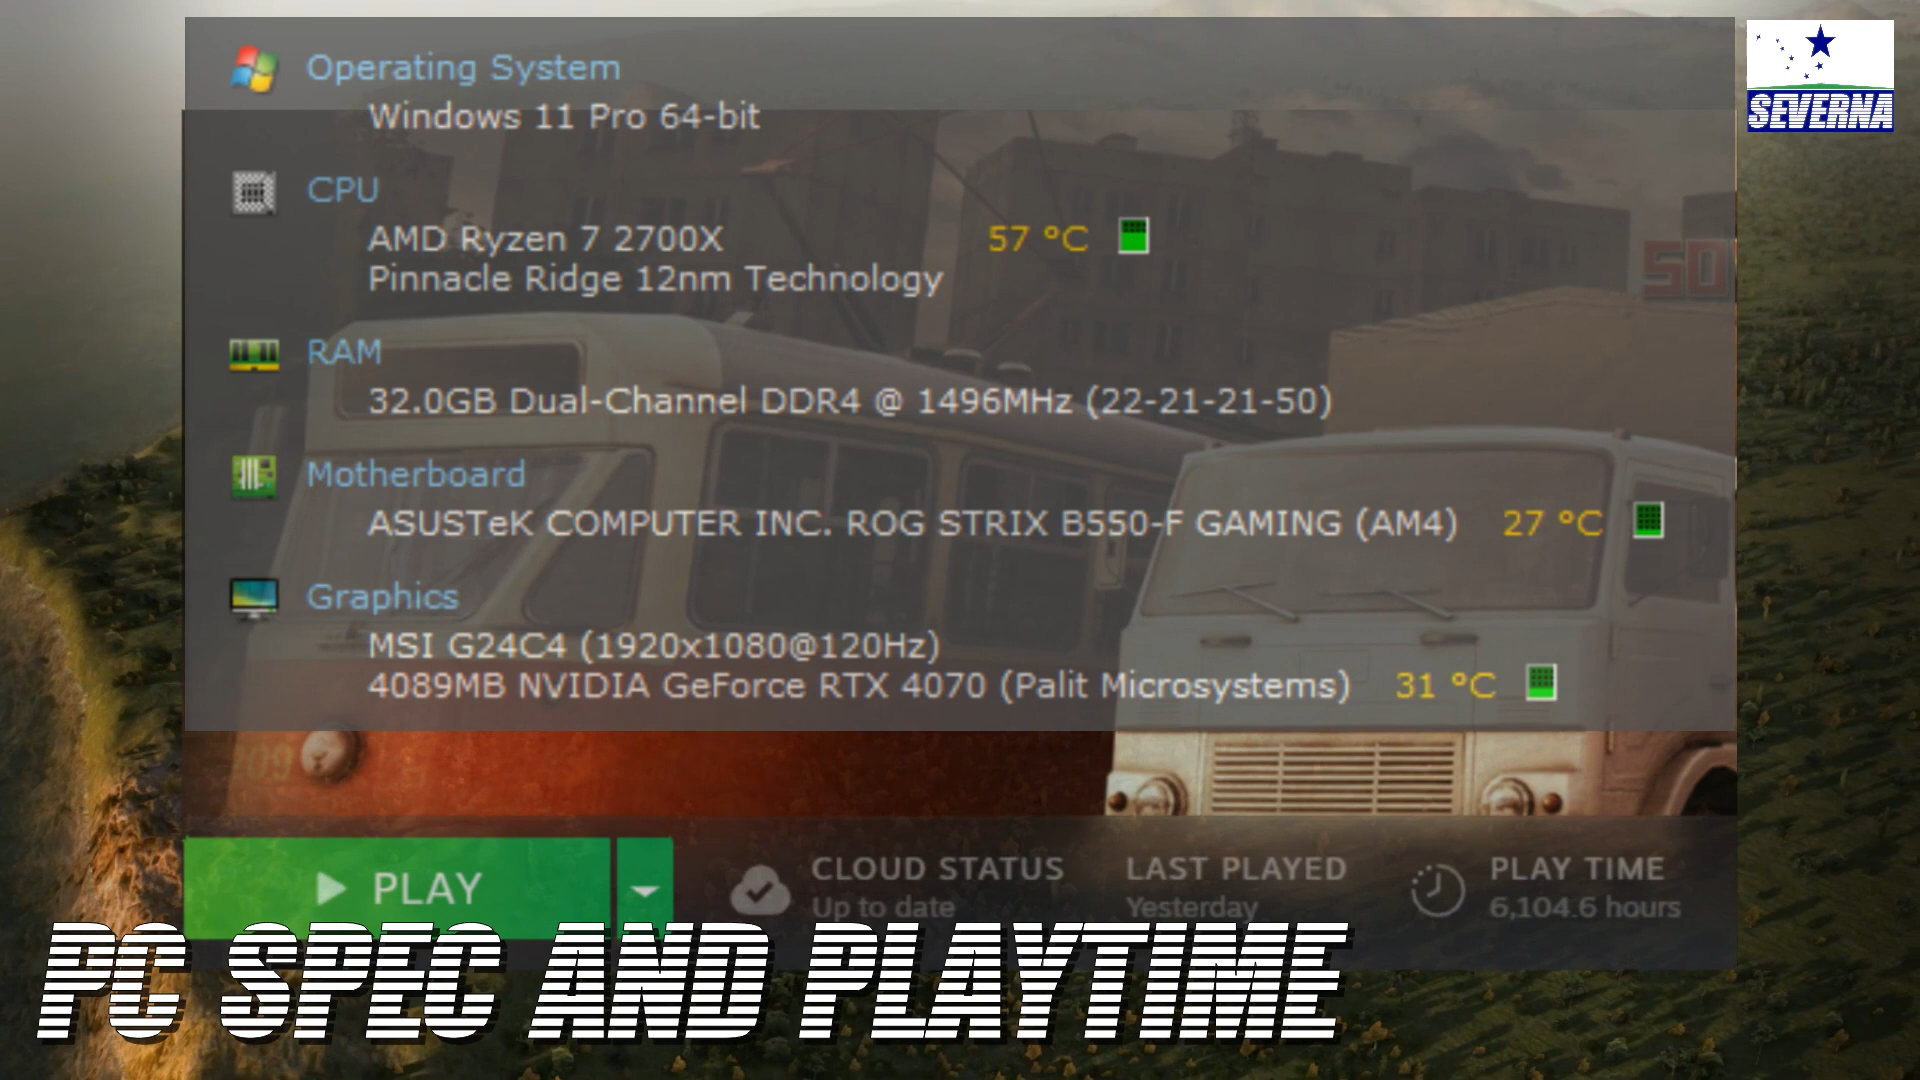 Operating System
Windows 11 Pro 64-bit
SEVERNA
CPU
AMD Ryzen 7 2700X 57 °C
Pinnacle Ridge 12nm Technology
50
RAM
32.0GB Dual-Channel DDR4 @ 1496MHz (22-21-21-50)
Motherboard
ASUSTeK COMPUTER INC. ROG STRIX B550-F GAMING (AM4) 27 °C
Graphics
MSI G24C4 (1920x1080@120Hz)
4089MB NVIDIA GeForce RTX 4070 (Palit Microsystems) 31 °C
209
PLAY
CLOUD STATUS LAST PLAYED PLAY TIME
Up to date Yesterday 6,104.6 hours
PC SPEC AND PLAYTIME